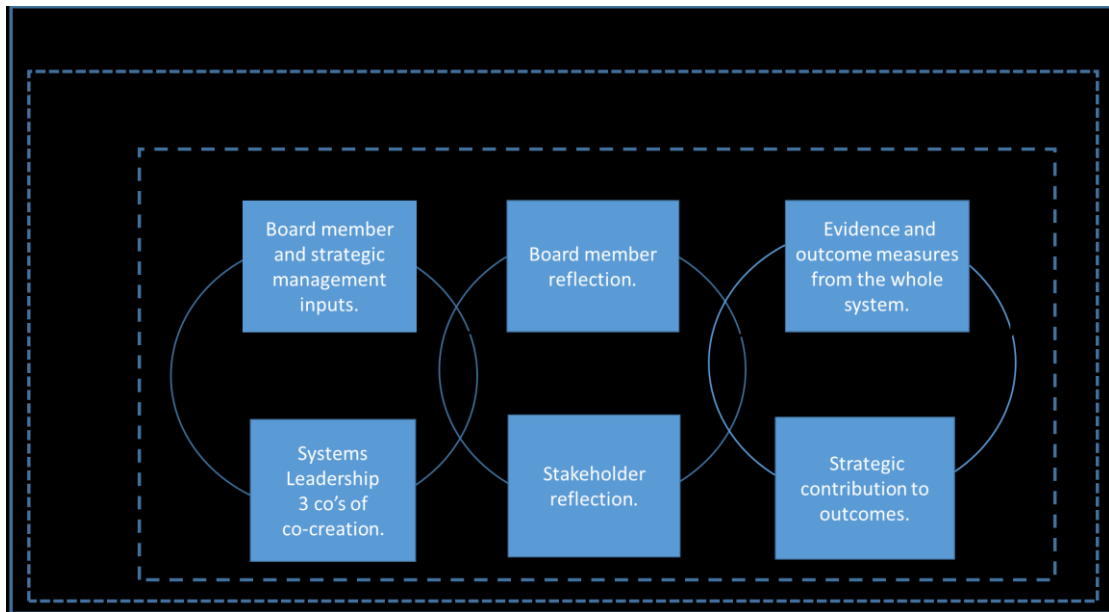 Board member
and strategic
management
inputs.
Board member
reflection.
Evidence and
outcome measures
from the whole
system.
Systems
Leadership
3 co’s of
co-creation.
Stakeholder
reflection.
Strategic
contribution to
outcomes.